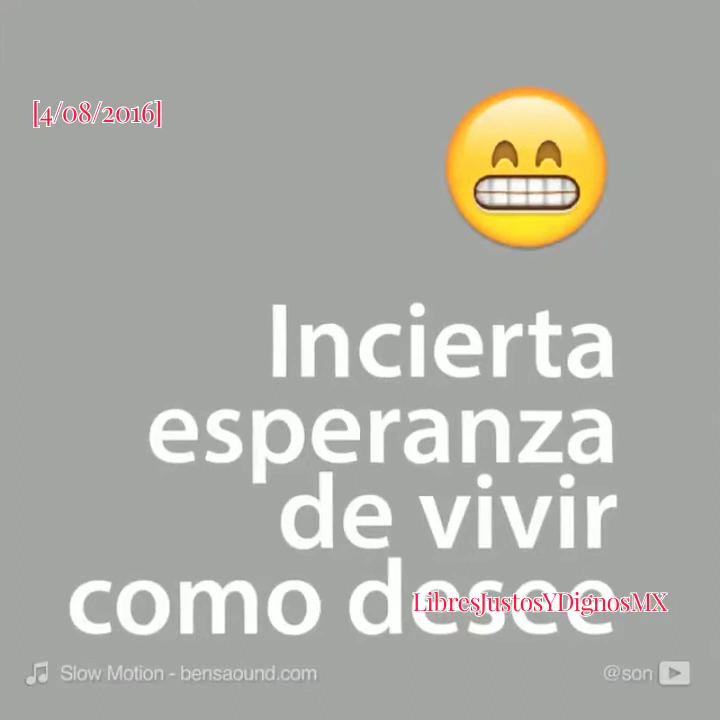 [4/08/2016]
Incierta
esperanza
de vivir
como desee
LibresJustosYDignosMX
Slow Motion - bensaound.com
@son